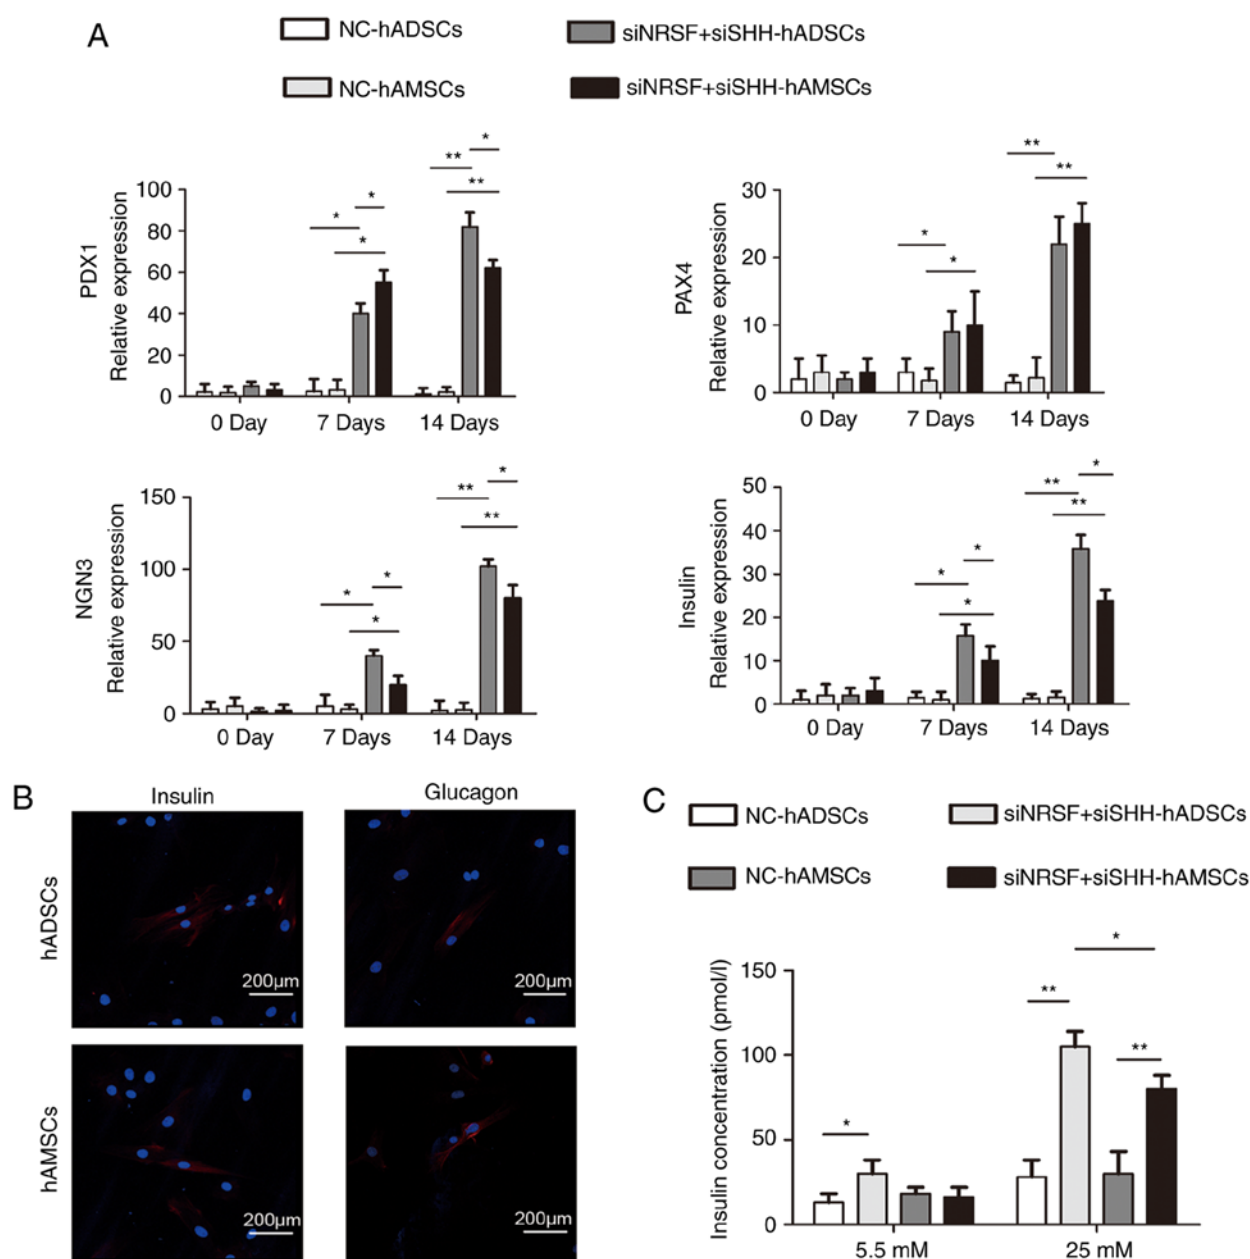 A
NC-hADSCs
siNRSF+siSHH-hADSCs
NC-hAMSCs
siNRSF+siSHH-hAMSCs
PDX1
Relative expression
100
80
60
40
20
0
0 Day
7 Days
14 Days
*
*
*
**
**
*
PAX4
Relative expression
30
20
10
0
0 Day
7 Days
14 Days
*
*
**
**
NGN3
Relative expression
150
100
50
0
0 Day
7 Days
14 Days
*
*
*
**
**
*
Insulin
Relative expression
50
40
30
20
10
0
0 Day
7 Days
14 Days
*
*
*
**
**
*
B
Insulin
Glucagon
hADSCs
200µm
200µm
hAMSCs
200µm
200µm
C
NC-hADSCs
siNRSF+siSHH-hADSCs
NC-hAMSCs
siNRSF+siSHH-hAMSCs
Insulin concentration (pmol/l)
150
100
50
0
*
**
**
*
5.5 mM
25 mM